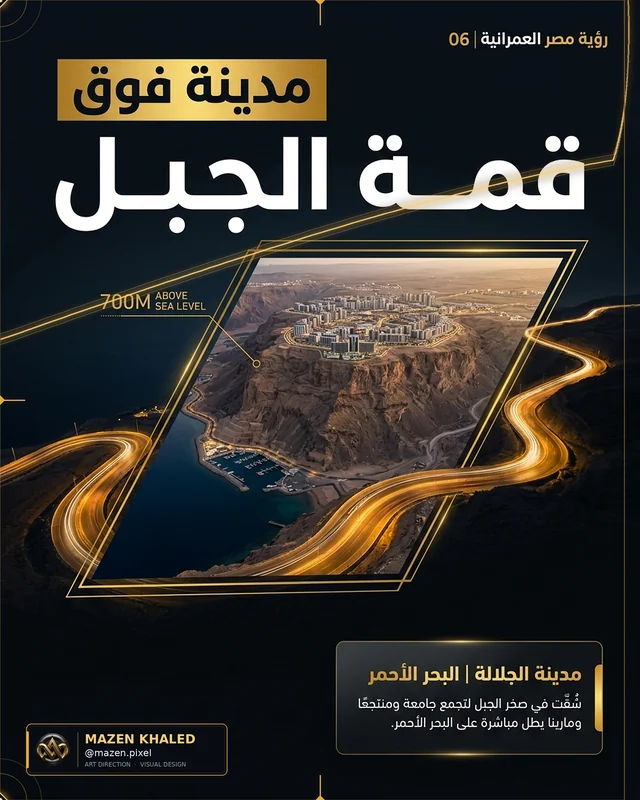 رؤية مصر العمرانية | 06
مدينة فوق
قمة الجبل
700M ABOVE
SEA LEVEL
مدينة الجلالة | البحر الأحمر
شُقَّت في صخر الجبل لتجمع جامعة ومنتجعًا
ومارينا يطل مباشرة على البحر الأحمر.
MAZEN KHALED
@mazen.pixel
ART DIRECTION · VISUAL DESIGN